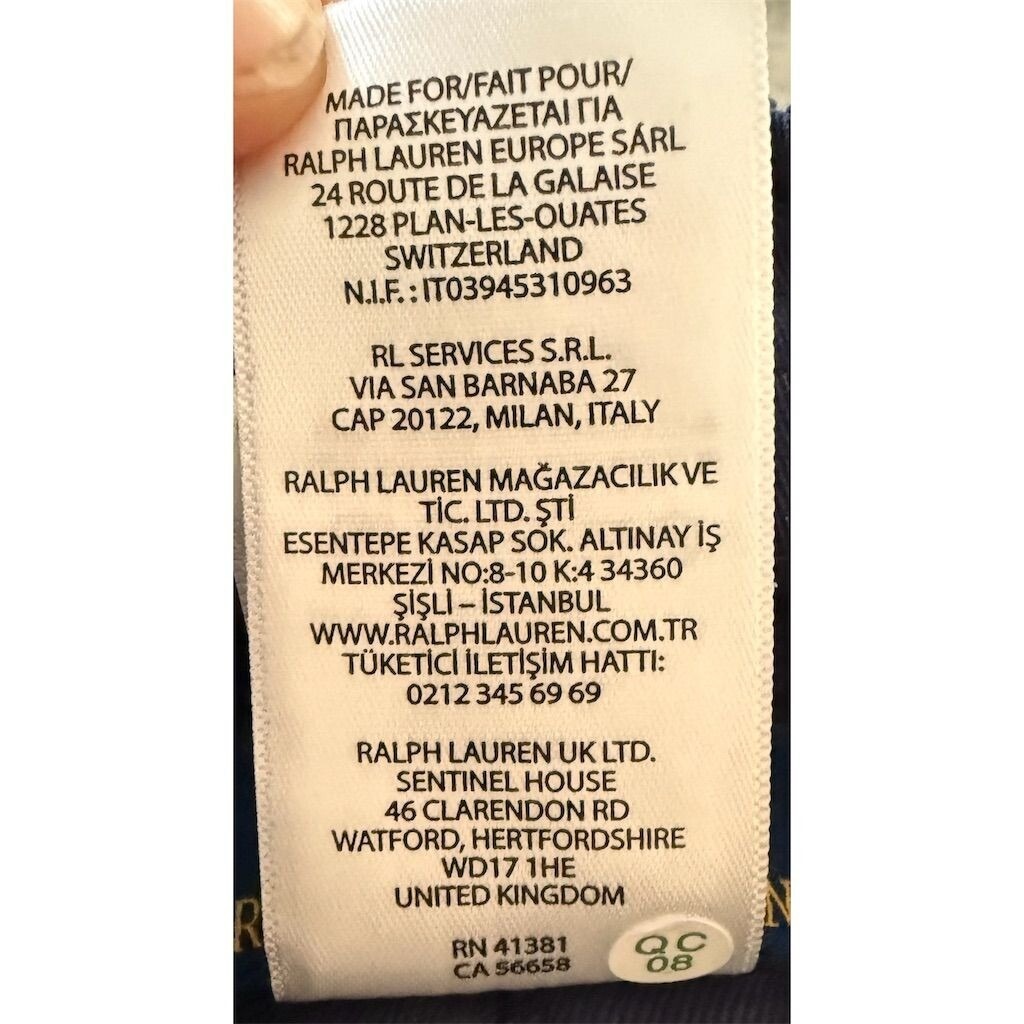 MADE FOR/FAIT POUR/
ΠΑΡΑΣΚΕΥΑΖΕΤΑΙ ΓΙΑ
RALPH LAUREN EUROPE SÁRL
24 ROUTE DE LA GALAISE
1228 PLAN-LES-OUATES
SWITZERLAND
N.I.F. : IT03945310963
RL SERVICES S.R.L.
VIA SAN BARNABA 27
CAP 20122, MILAN, ITALY
RALPH LAUREN MAĞAZACILIK VE
TİC. LTD. ŞTİ
ESENTEPE KASAP SOK. ALTINAY İŞ
MERKEZİ NO:8-10 K:4 34360
ŞİŞLİ – İSTANBUL
WWW.RALPHLAUREN.COM.TR
TÜKETİCİ İLETİŞİM HATTI:
0212 345 69 69
RALPH LAUREN UK LTD.
SENTINEL HOUSE
46 CLARENDON RD
WATFORD, HERTFORDSHIRE
WD17 1HE
UNITED KINGDOM
RN 41381
CA 56658
QC
08